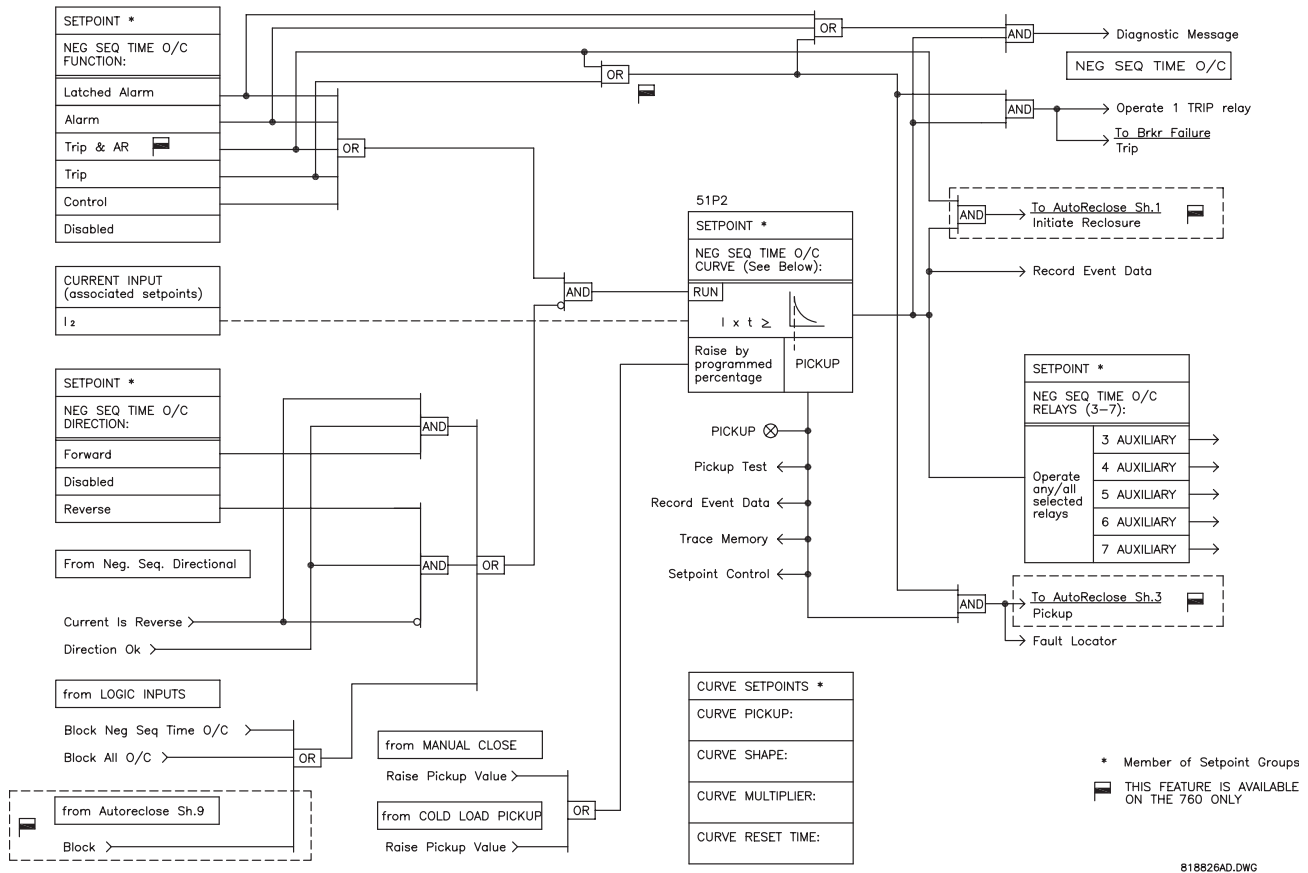 SETPOINT *
NEG SEQ TIME O/C
FUNCTION:
Latched Alarm
Alarm
Trip & AR
Trip
Control
Disabled
OR
OR
OR
AND
Diagnostic Message
NEG SEQ TIME O/C
AND
Operate 1 TRIP relay
To Brkr Failure
Trip
AND
To AutoReclose Sh.1
Initiate Reclosure
Record Event Data
CURRENT INPUT
(associated setpoints)
I2
AND
51P2
SETPOINT *
NEG SEQ TIME O/C
CURVE (See Below):
RUN
I x t ≥
Raise by
programmed
percentage
PICKUP
SETPOINT *
NEG SEQ TIME O/C
DIRECTION:
Forward
Disabled
Reverse
AND
AND
OR
From Neg. Seq. Directional
Current Is Reverse
Direction Ok
PICKUP
Pickup Test
Record Event Data
Trace Memory
Setpoint Control
SETPOINT *
NEG SEQ TIME O/C
RELAYS (3-7):
Operate
any/all
selected
relays
3 AUXILIARY
4 AUXILIARY
5 AUXILIARY
6 AUXILIARY
7 AUXILIARY
AND
To AutoReclose Sh.3
Pickup
Fault Locator
from LOGIC INPUTS
Block Neg Seq Time O/C
Block All O/C
OR
from Autoreclose Sh.9
Block
from MANUAL CLOSE
Raise Pickup Value
from COLD LOAD PICKUP
Raise Pickup Value
OR
CURVE SETPOINTS *
CURVE PICKUP:
CURVE SHAPE:
CURVE MULTIPLIER:
CURVE RESET TIME:
* Member of Setpoint Groups
THIS FEATURE IS AVAILABLE
ON THE 760 ONLY
818826AD.DWG